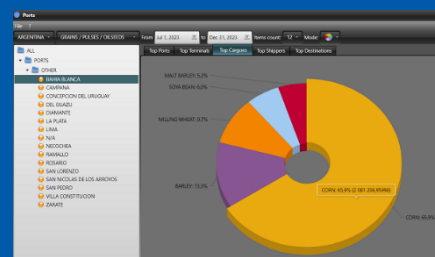 Ports
File ?
ARGENTINA GRAINS / PULSES / OILSEEDS From Jul 1, 2023 to Dec 31, 2023 Items count: 12 Mode:
Top Ports Top Terminals Top Cargoes Top Shippers Top Destinations
ALL
PORTS
OTHER
BAHIA BLANCA
CAMPANA
CONCEPCION DEL URUGUAY
DEL GUAZU
DIAMANTE
LA PLATA
LIMA
N/A
NECOCHEA
RAMALLO
ROSARIO
SAN LORENZO
SAN NICOLAS DE LOS ARROYOS
SAN PEDRO
VILLA CONSTITUCION
ZARATE
MALT BARLEY: 5,2%
SOYA BEAN: 6,0%
MILLING WHEAT: 9,7%
BARLEY: 13,3%
CORN: 65,8%